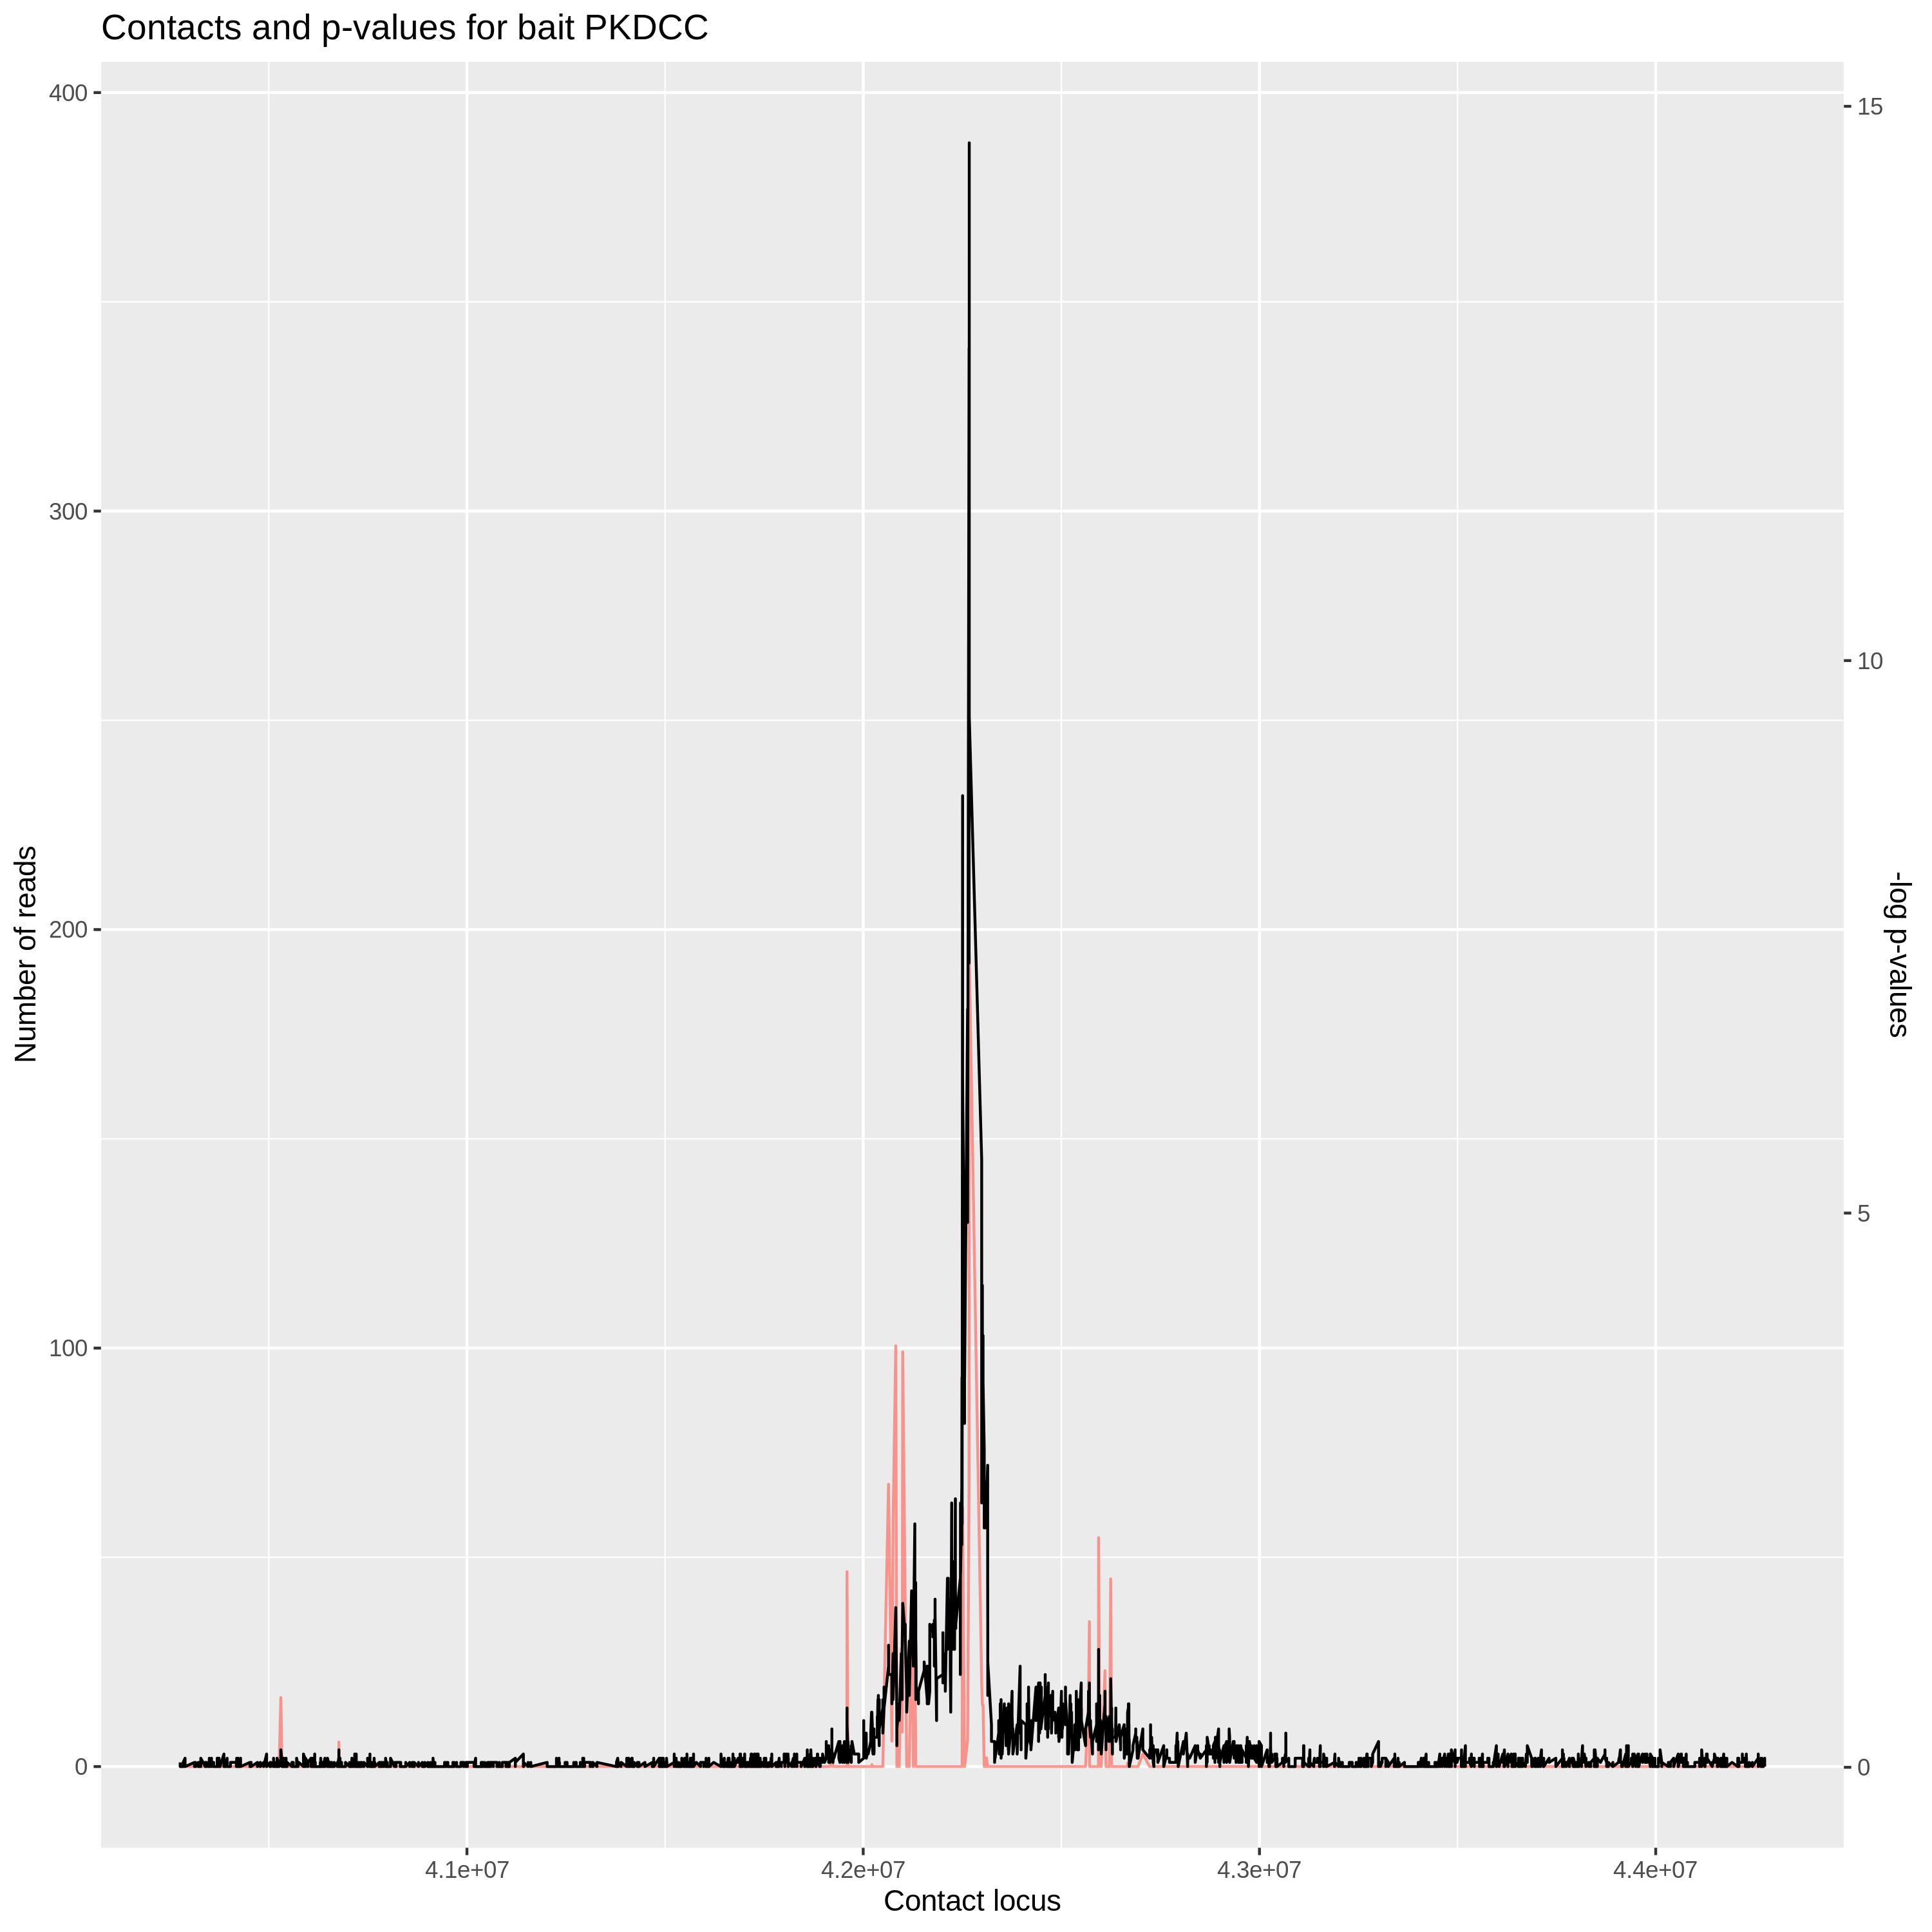 Contacts and p-values for bait PKDCC
400
300
200
100
0
Number of reads
15
10
5
0
-log p-values
4.1e+07
4.2e+07
4.3e+07
4.4e+07
Contact locus